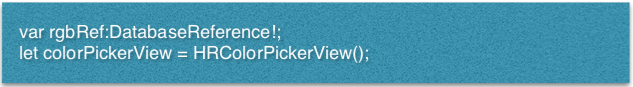 var rgbRef:DatabaseReference!;
let colorPickerView = HRColorPickerView();